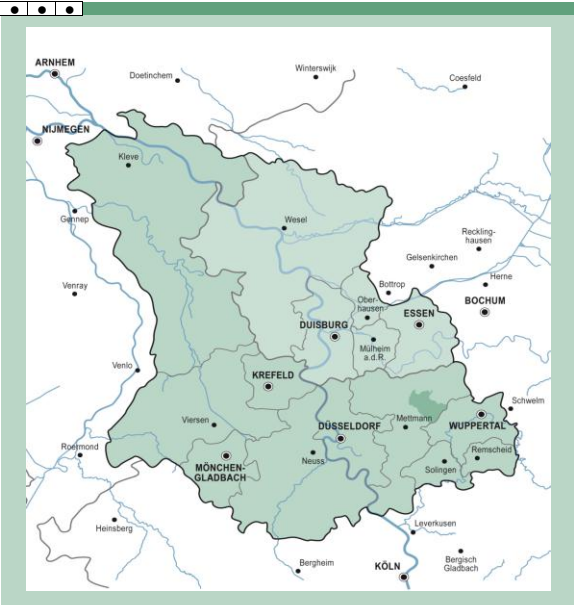 ARNHEM
Doetinchem
Winterswijk
Coesfeld
NIJMEGEN
Kleve
Gennep
Wesel
Reckling-
hausen
Gelsenkirchen
Venray
Bottrop
Herne
Ober-
hausen
BOCHUM
ESSEN
DUISBURG
Mülheim
a.d.R.
Venlo
KREFELD
Schwelm
Viersen
Mettmann
DÜSSELDORF
WUPPERTAL
Roermond
Neuss
Remscheid
MÖNCHEN-
GLADBACH
Solingen
Heinsberg
Leverkusen
Bergheim
Bergisch
Gladbach
KÖLN